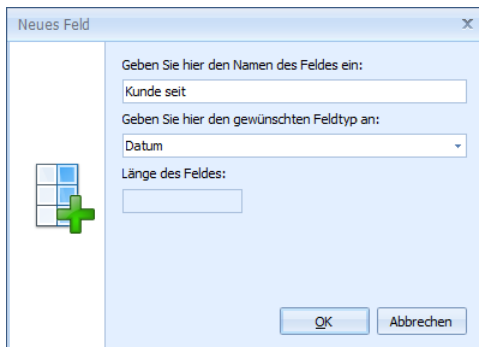 Neues Feld
Geben Sie hier den Namen des Feldes ein:
Kunde seit
Geben Sie hier den gewünschten Feldtyp an:
Datum
Länge des Feldes:
OK Abbrechen